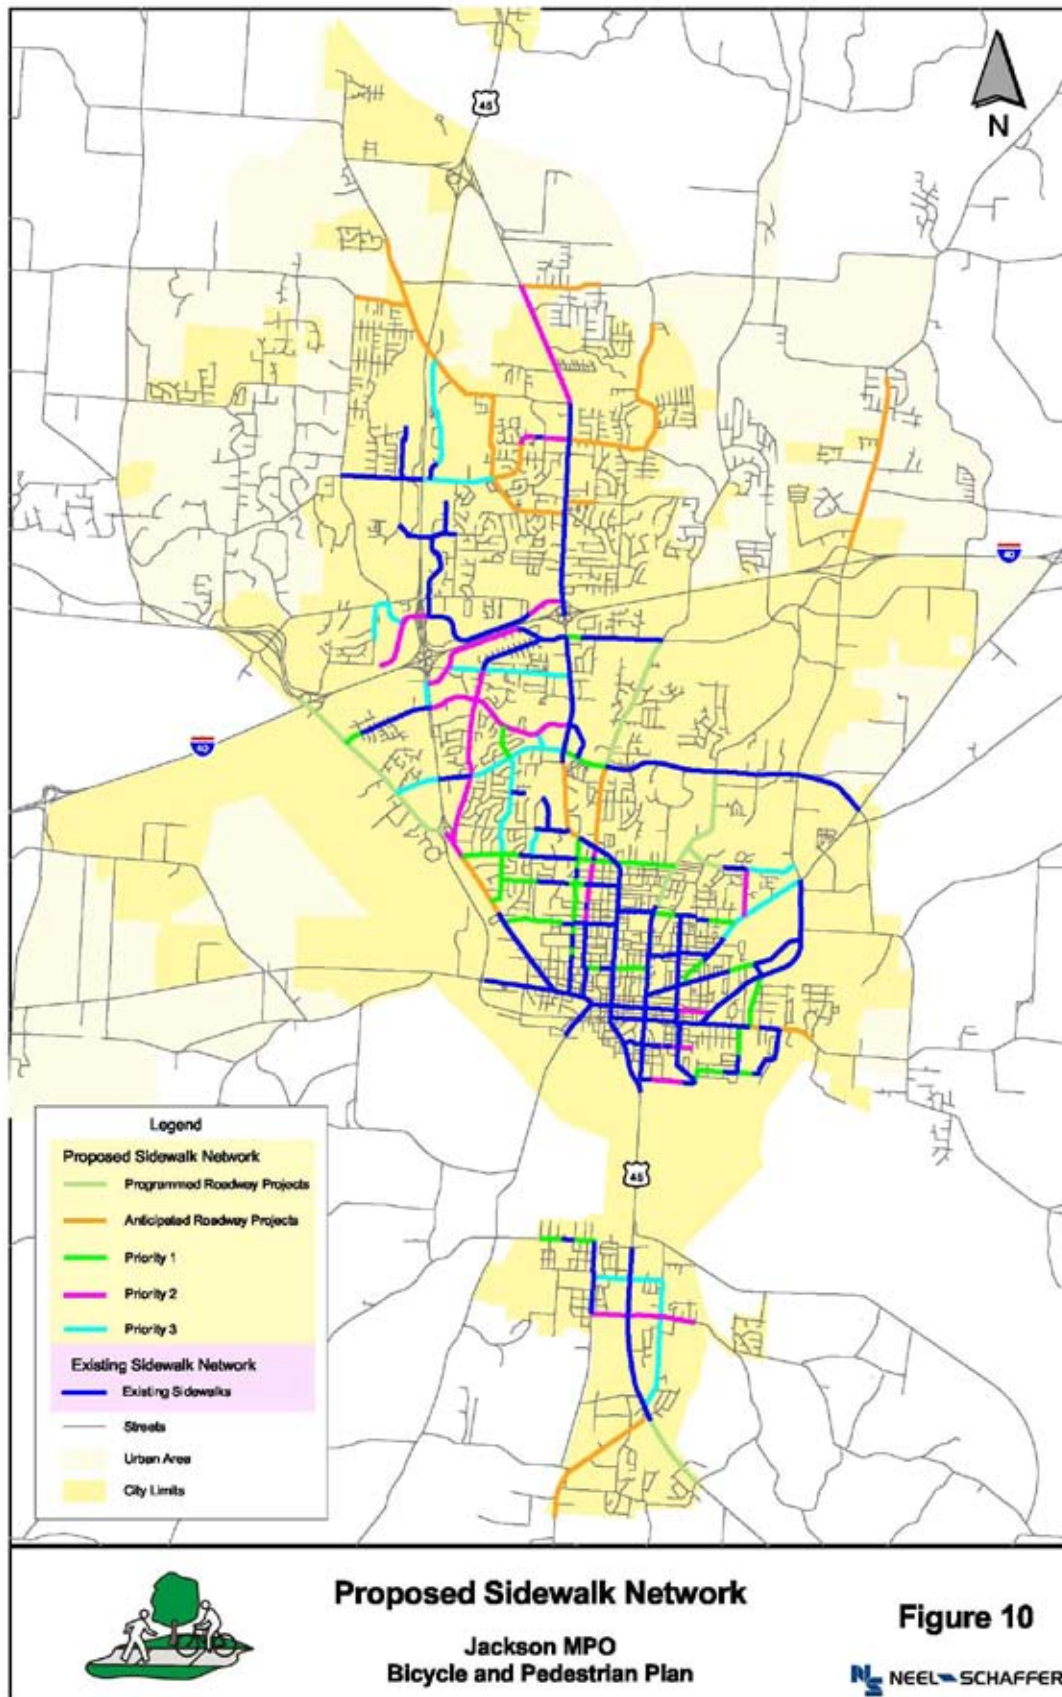 45
N
40
40
45
Legend
Proposed Sidewalk Network
Programmed Roadway Projects
Anticipated Roadway Projects
Priority 1
Priority 2
Priority 3
Existing Sidewalk Network
Existing Sidewalks
Streets
Urban Area
City Limits
Proposed Sidewalk Network
Jackson MPO
Bicycle and Pedestrian Plan
Figure 10
NS NEEL-SCHAFFER